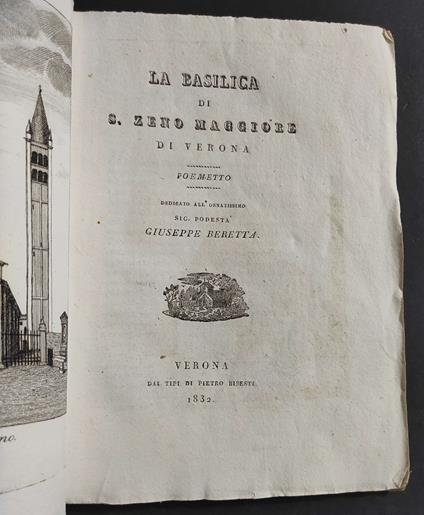 LA BASILICA
DI
S. ZENO MAGGIORE
DI VERONA
POEMETTO
DEDICATO ALL' ORNATISSIMO
SIG. PODESTA'
GIUSEPPE BERETTA.
VERONA
DAI TIPI DI PIETRO BISESTI
1832.
no.